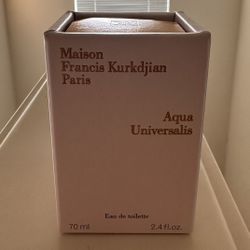 Maison
Francis Kurkdjian
Paris
Aqua
Universalis
Eau de toilette
70 ml 2.4 fl.oz.